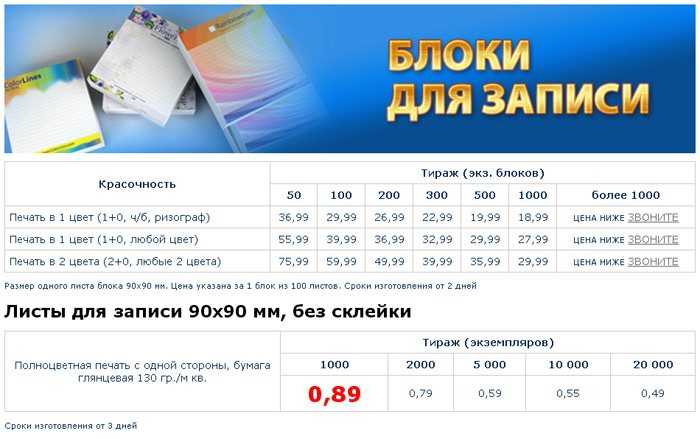 ColorLines
Flower
Rainbowman
БЛОКИ
ДЛЯ ЗАПИСИ
Красочность
Тираж (экз. блоков)
50 100 200 300 500 1000 более 1000
Печать в 1 цвет (1+0, ч/б, ризограф) 36,99 29,99 26,99 22,99 19,99 18,99 ЦЕНА НИЖЕ ЗВОНИТЕ
Печать в 1 цвет (1+0, любой цвет) 55,99 39,99 36,99 32,99 29,99 27,99 ЦЕНА НИЖЕ ЗВОНИТЕ
Печать в 2 цвета (2+0, любые 2 цвета) 75,99 59,99 49,99 39,99 35,99 29,99 ЦЕНА НИЖЕ ЗВОНИТЕ
Размер одного листа блока 90х90 мм. Цена указана за 1 блок из 100 листов. Сроки изготовления от 2 дней
Листы для записи 90х90 мм, без склейки
Полноцветная печать с одной стороны, бумага
глянцевая 130 гр./м кв.
Тираж (экземпляров)
1000 2000 5 000 10 000 20 000
0,89 0,79 0,59 0,55 0,49
Сроки изготовления от 3 дней